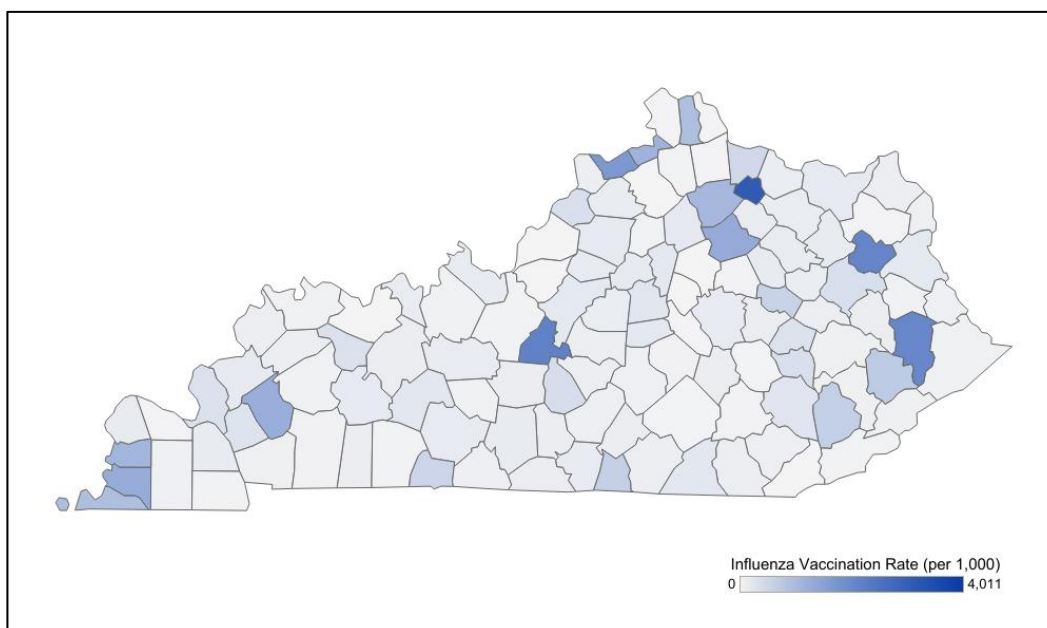 Influenza Vaccination Rate (per 1,000)
0 4,011